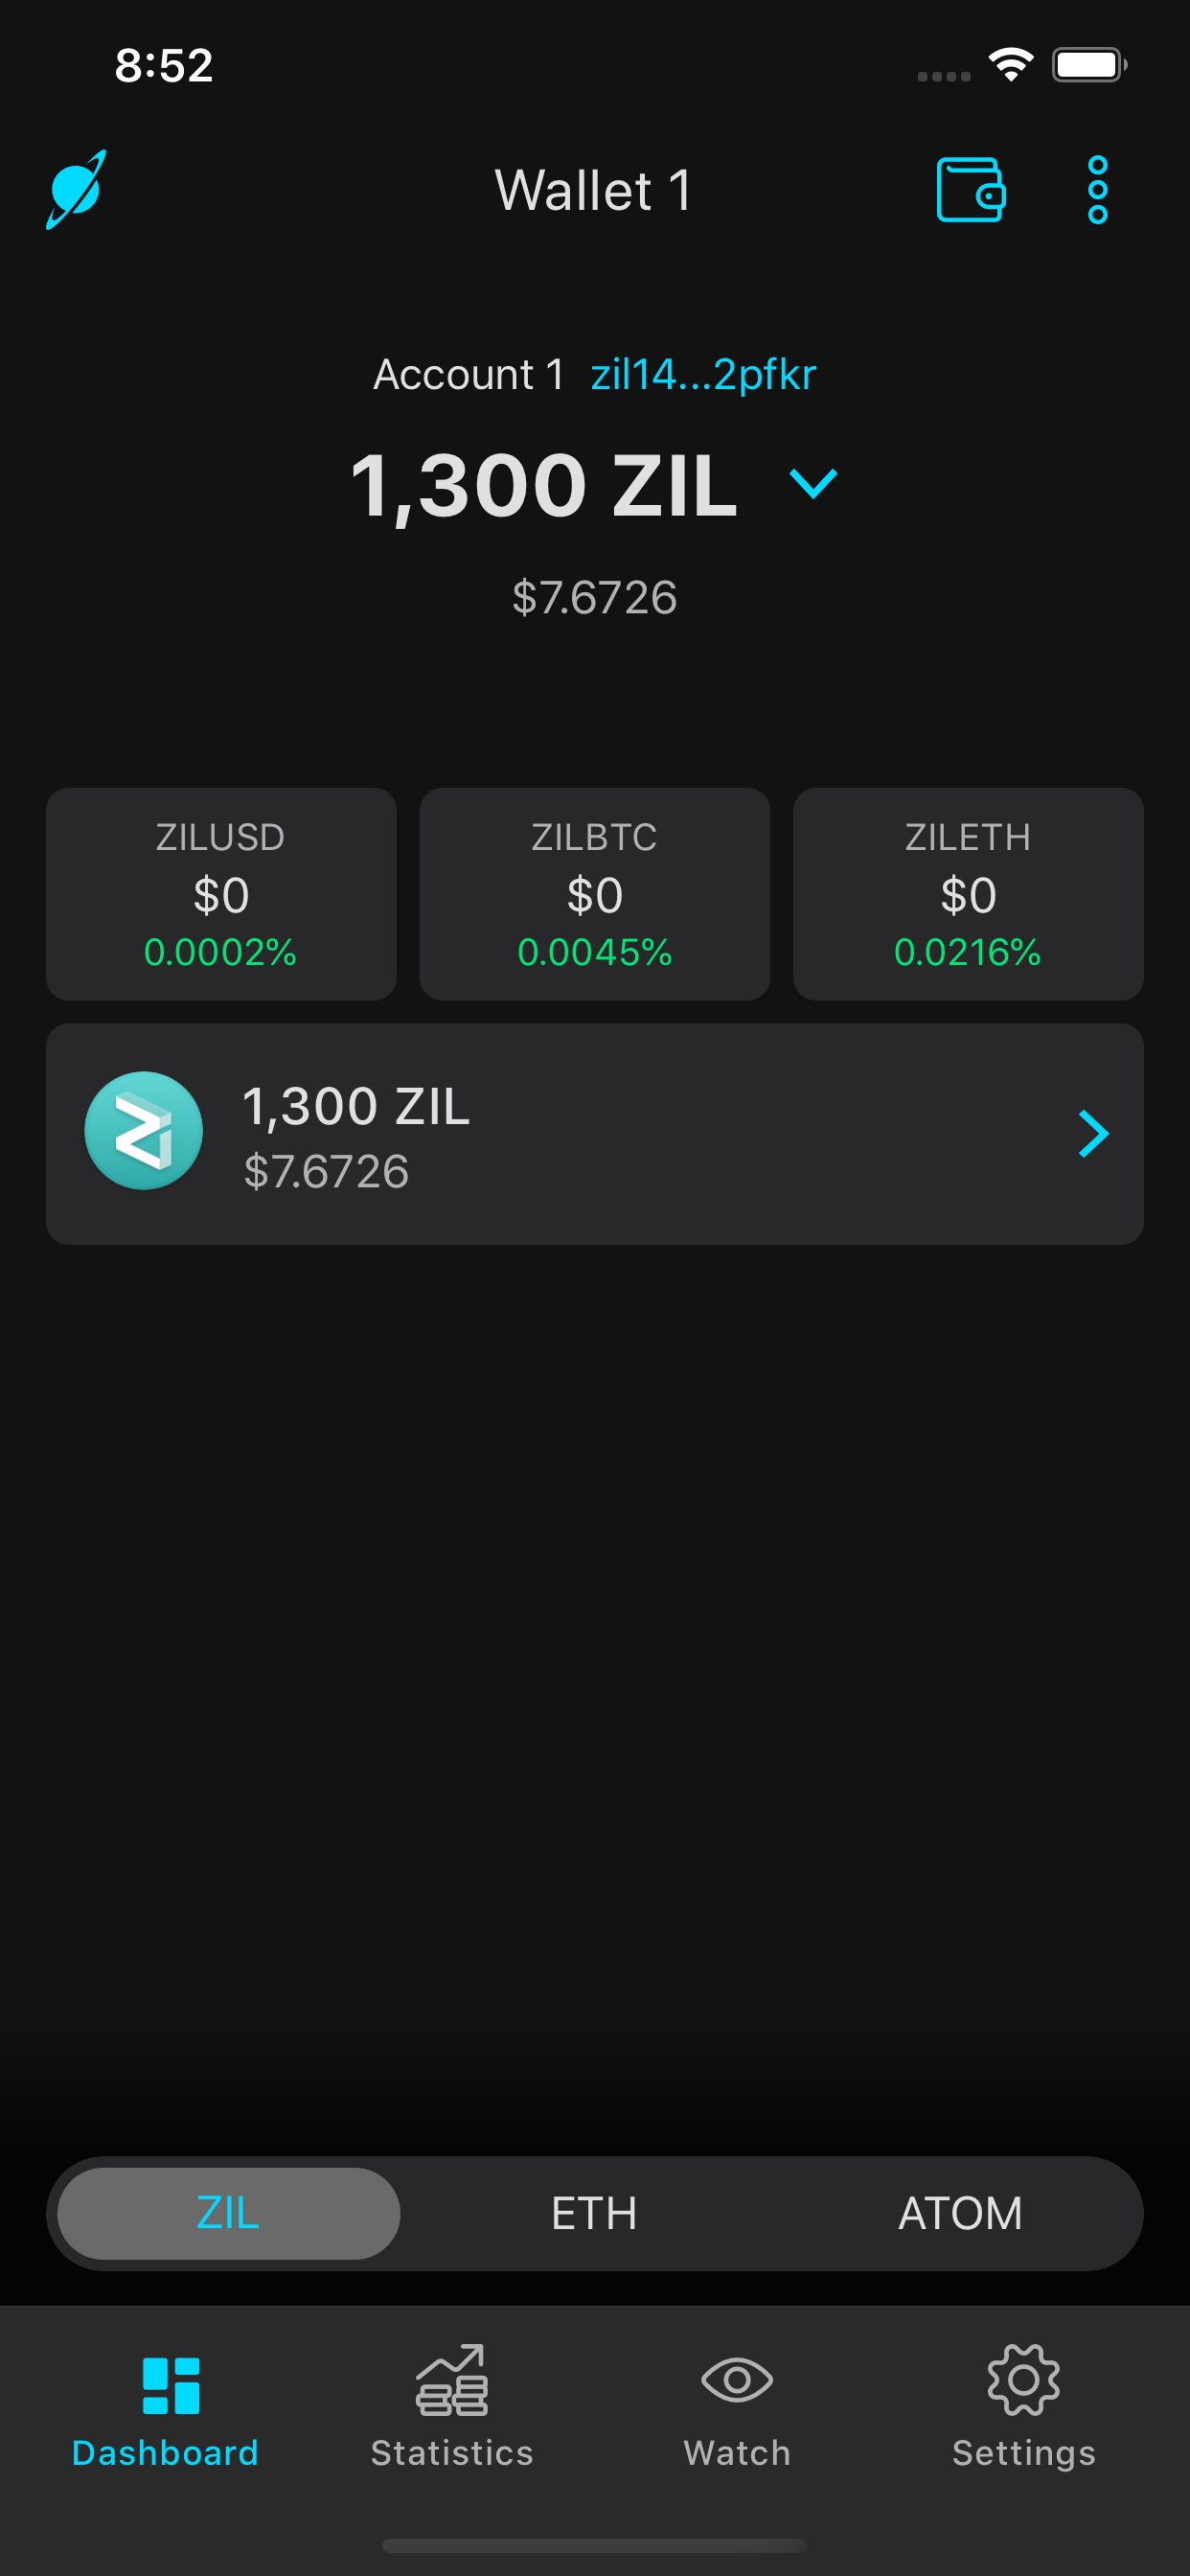 8:52
Wallet 1
Account 1 zil14...2pfkr
1,300 ZIL
$7.6726
ZILUSD
$0
0.0002%
ZILBTC
$0
0.0045%
ZILETH
$0
0.0216%
1,300 ZIL
$7.6726
ZIL ETH ATOM
Dashboard Statistics Watch Settings